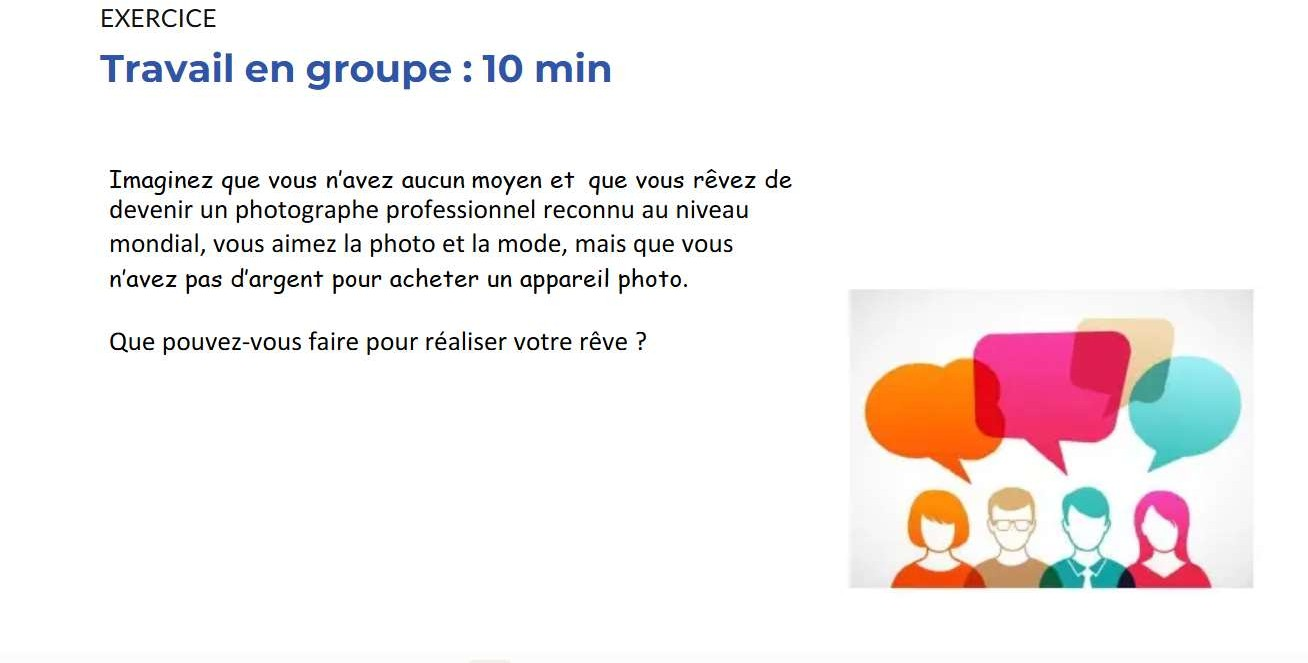 EXERCICE
Travail en groupe : 10 min
Imaginez que vous n'avez aucun moyen et que vous rêvez de
devenir un photographe professionnel reconnu au niveau
mondial, vous aimez la photo et la mode, mais que vous
n'avez pas d'argent pour acheter un appareil photo.
Que pouvez-vous faire pour réaliser votre rêve ?